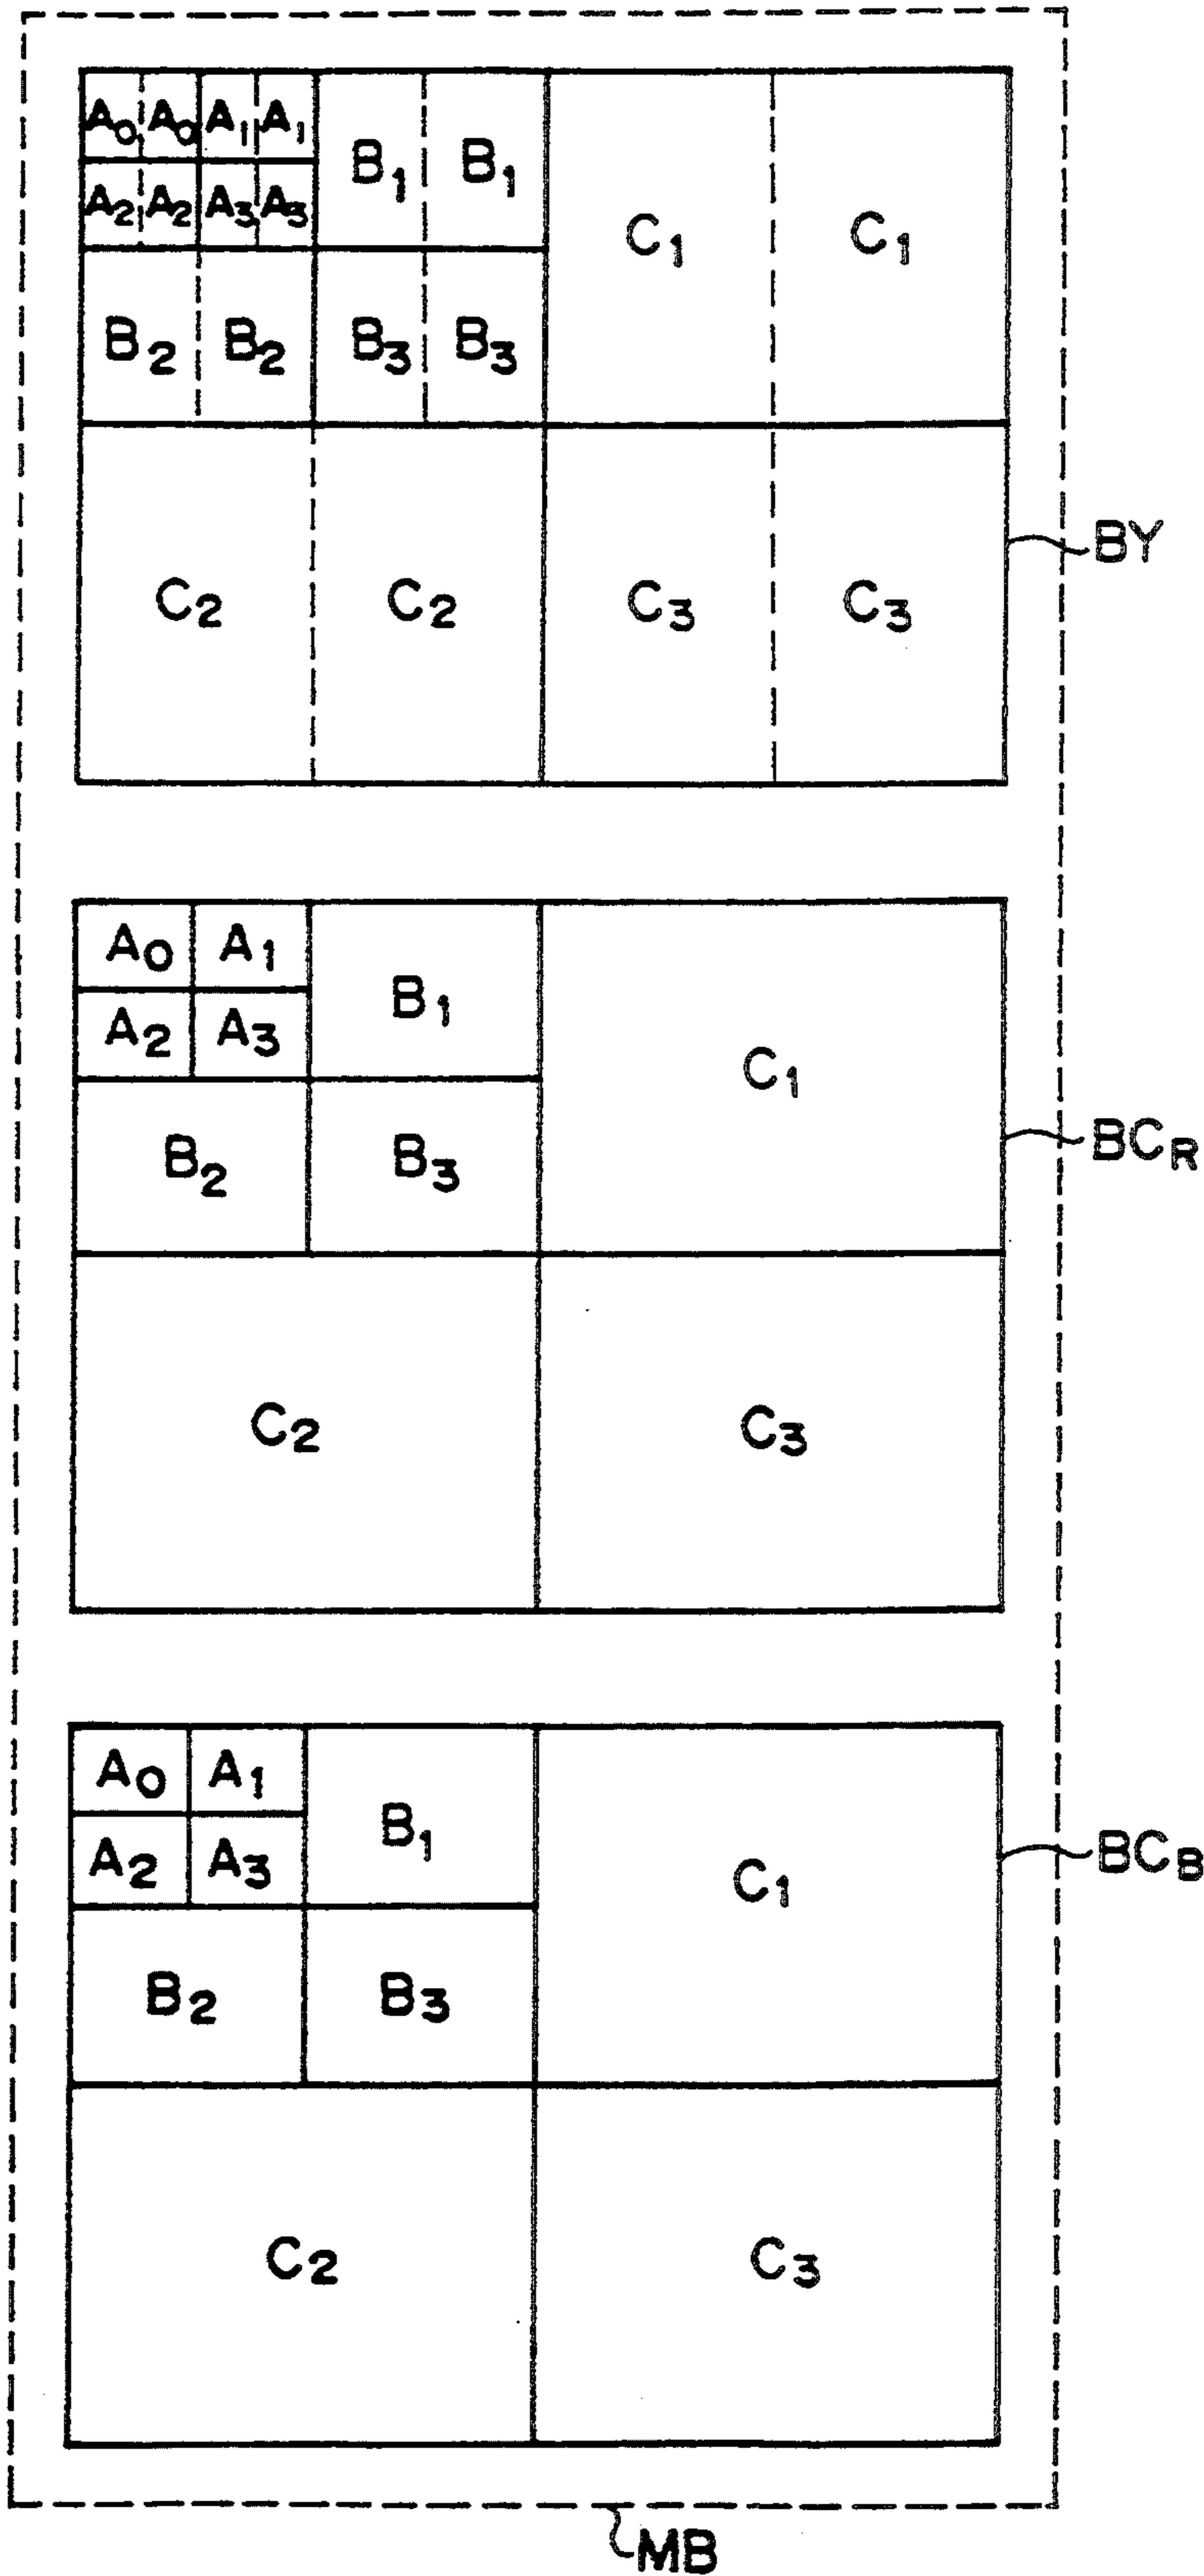 A₀ A₀ A₁ A₁ B₁ B₁ C₁ C₁
A₂ A₂ A₃ A₃
B₂ B₂ B₃ B₃
C₂ C₂ C₃ C₃
BY
A₀ A₁ B₁ C₁
A₂ A₃
BC_R
B₂ B₃
C₂ C₃
A₀ A₁ B₁ C₁
A₂ A₃
BC_B
B₂ B₃
C₂ C₃
MB